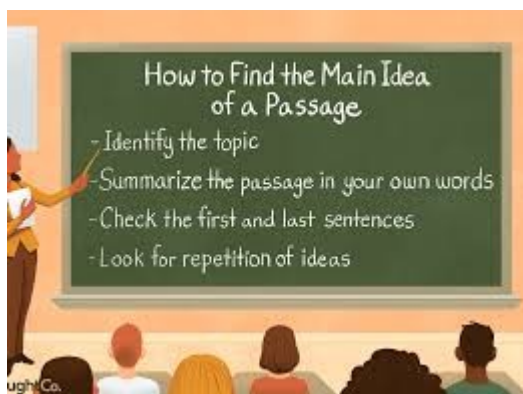 How to Find the Main Idea
of a Passage
-Identify the topic
-Summarize the passage in your own words
-Check the first and last sentences
-Look for repetition of ideas
ughtCo.